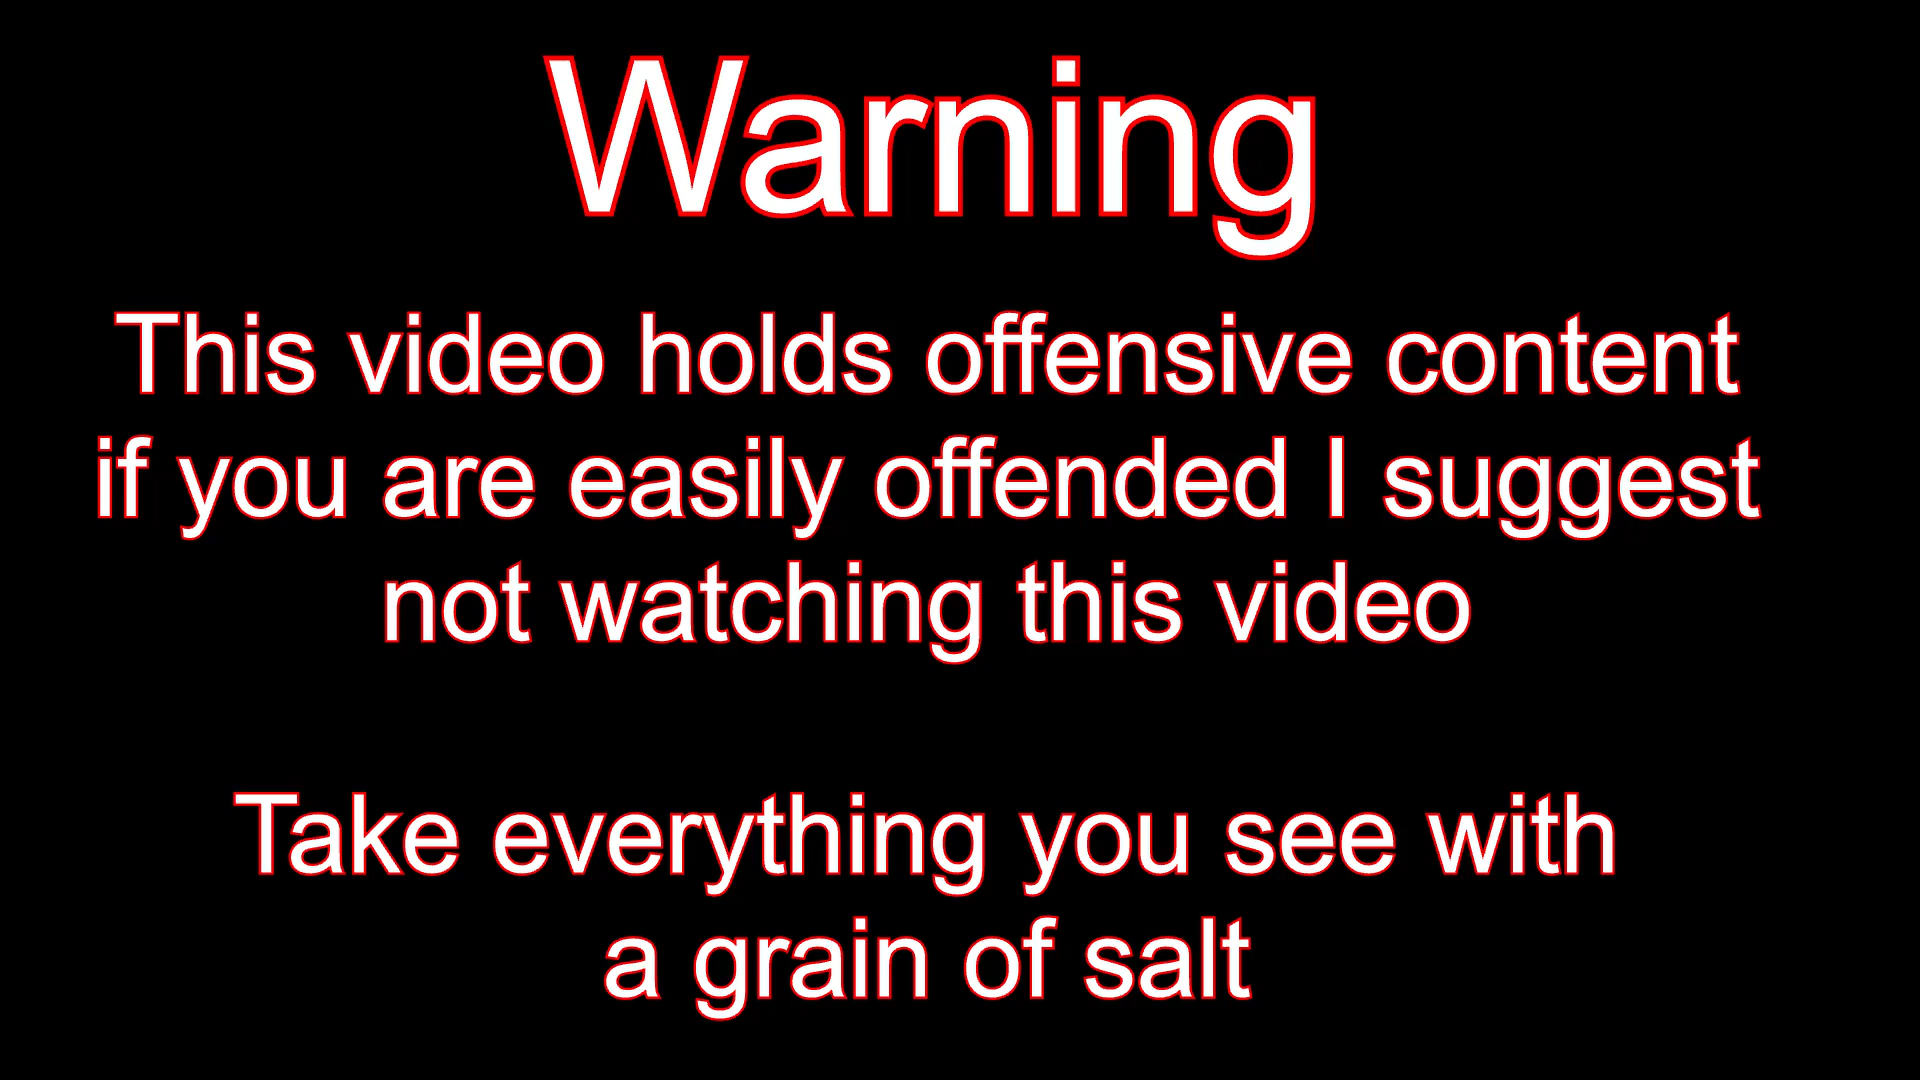 Warning
This video holds offensive content
if you are easily offended I suggest
not watching this video
Take everything you see with
a grain of salt